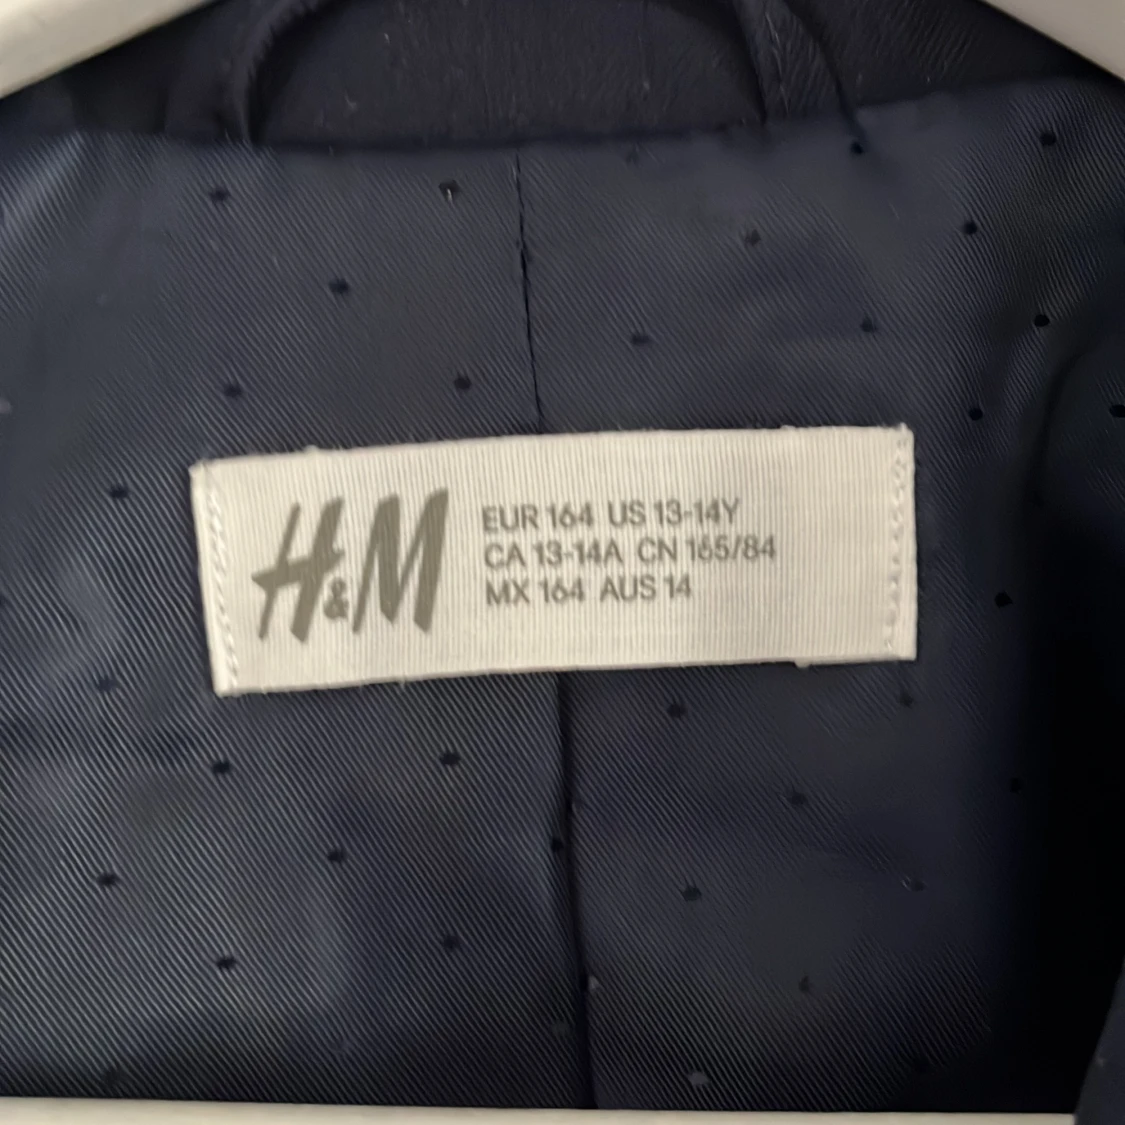 H&M
EUR 164 US 13-14Y
CA 13-14A CN 165/84
MX 164 AUS 14